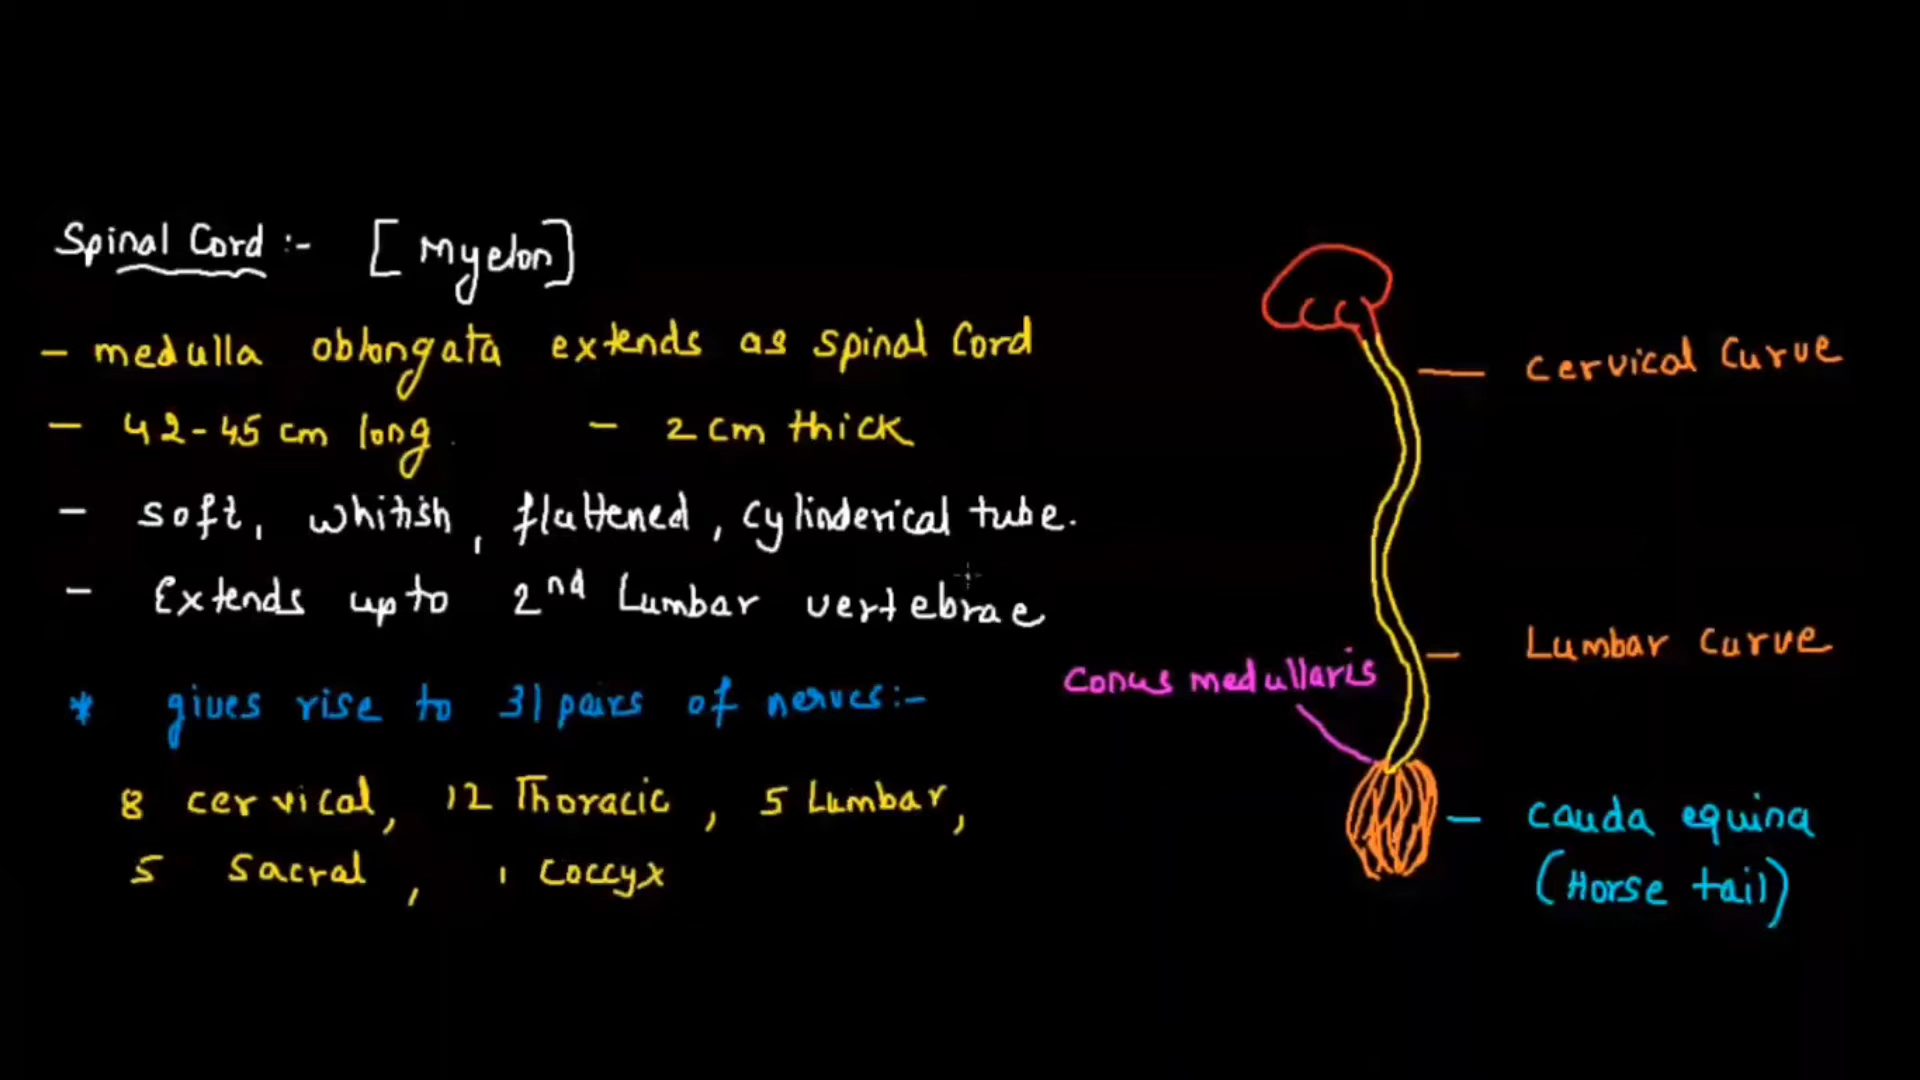 Spinal Cord :- [Myelon]
- medulla oblongata extends as spinal Cord
- 42-45 cm long. - 2 cm thick
- soft, whitish, flattened, cylinderical tube.
- Extends upto 2nd Lumbar vertebrae
* gives rise to 31 pairs of nerves:-
8 cervical, 12 Thoracic, 5 Lumbar,
5 Sacral, 1 Coccyx
— cervical Curve
— Lumbar curve
Conus medullaris
— cauda equina
(Horse tail)